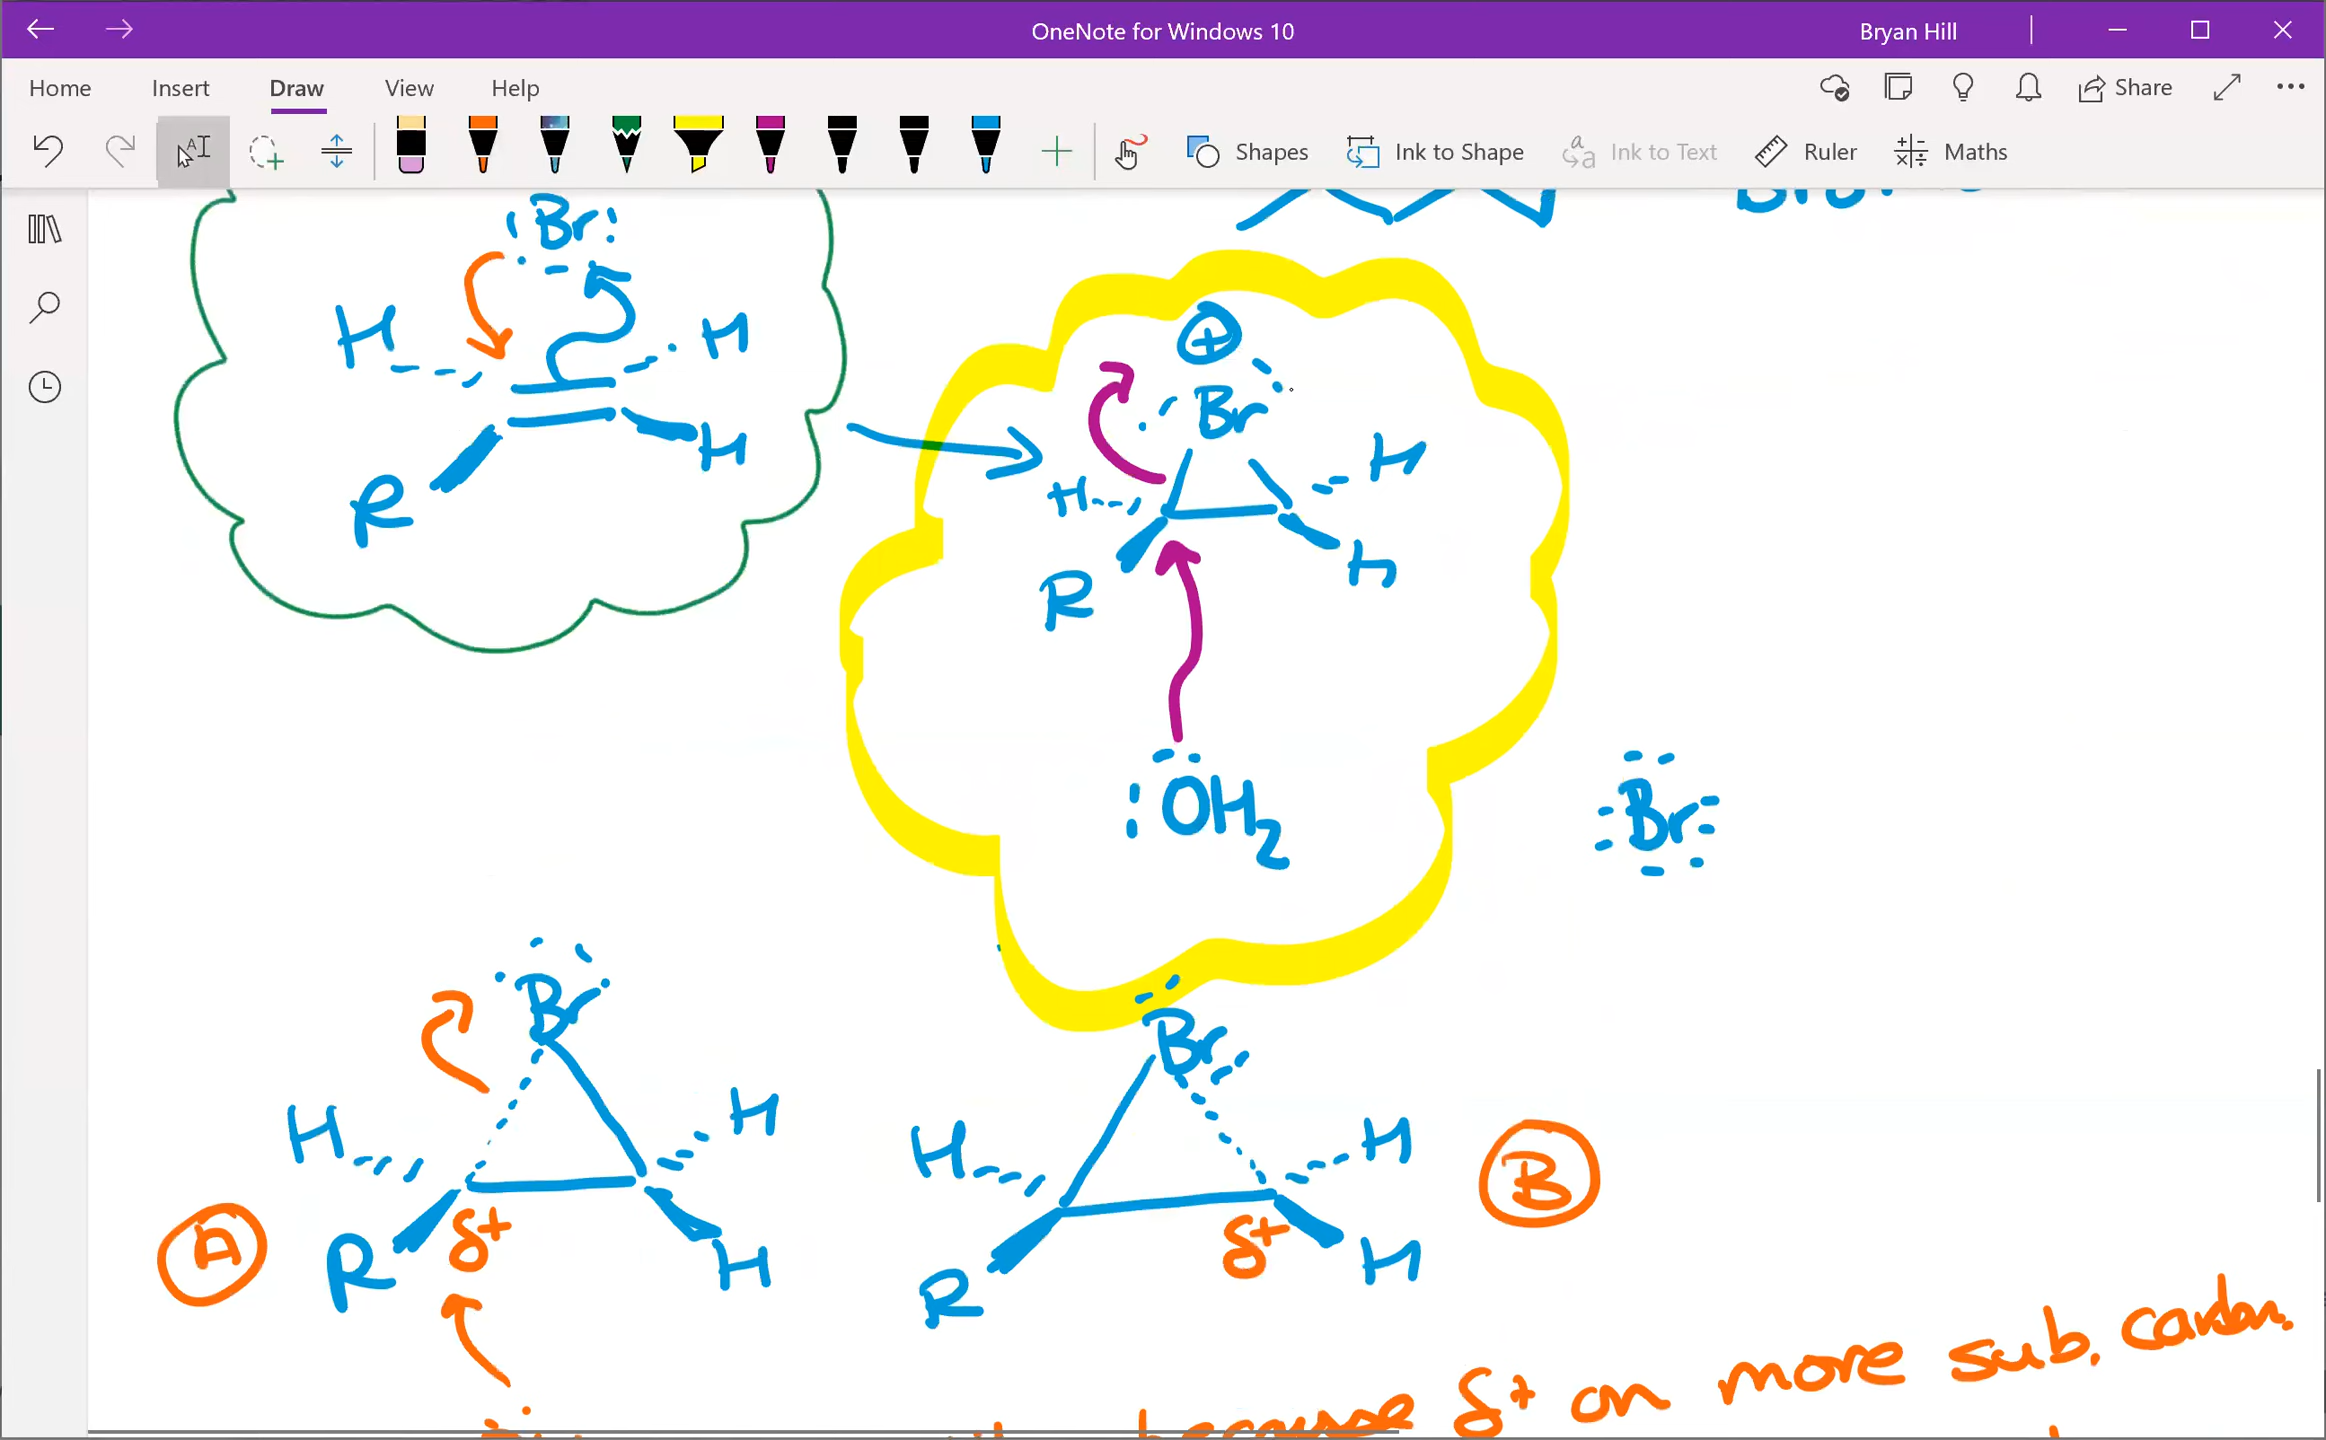 OneNote for Windows 10
Bryan Hill
Home Insert Draw View Help
Share
Shapes
Ink to Shape
Ink to Text
Ruler
Maths
Br
H
H
H
R
+
Br
H
H
H
R
OH2
Br
Br
H
H
H
R
δ+
A
Br
H
H
H
R
δ+
B
because δ+ on more sub. carbon.